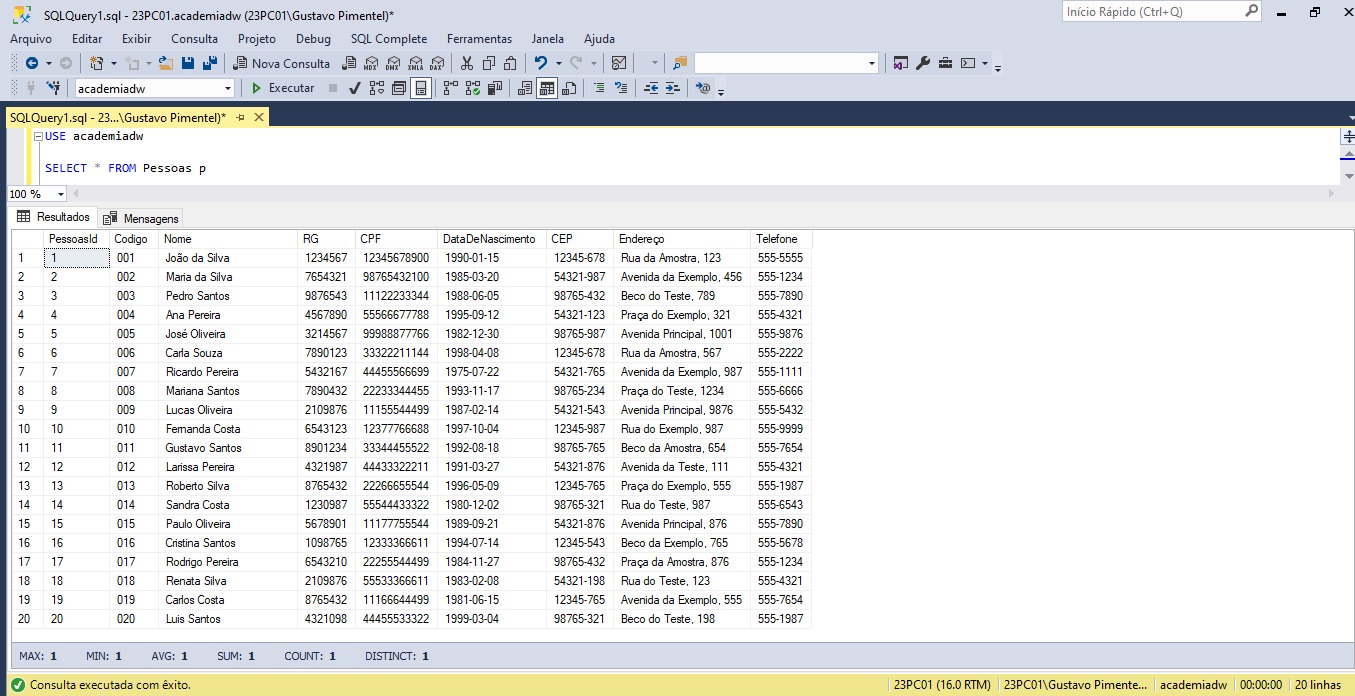 SQLQuery1.sql - 23PC01.academiadw (23PC01\Gustavo Pimentel)*
Início Rápido (Ctrl+Q)
Arquivo Editar Exibir Consulta Projeto Debug SQL Complete Ferramentas Janela Ajuda
Nova Consulta MDX DMX XMLA DAX
academiadw Executar
SQLQuery1.sql - 23...\Gustavo Pimentel)*
USE academiadw
SELECT * FROM Pessoas p
100 %
Resultados Mensagens
PessoasId Codigo Nome RG CPF DataDeNascimento CEP Endereço Telefone
1 1 001 João da Silva 1234567 12345678900 1990-01-15 12345-678 Rua da Amostra, 123 555-5555
2 2 002 Maria da Silva 7654321 98765432100 1985-03-20 54321-987 Avenida da Exemplo, 456 555-1234
3 3 003 Pedro Santos 9876543 11122233344 1988-06-05 98765-432 Beco do Teste, 789 555-7890
4 4 004 Ana Pereira 4567890 55566677788 1995-09-12 54321-123 Praça do Exemplo, 321 555-4321
5 5 005 José Oliveira 3214567 99988877766 1982-12-30 98765-987 Avenida Principal, 1001 555-9876
6 6 006 Carla Souza 7890123 33322211144 1998-04-08 12345-678 Rua da Amostra, 567 555-2222
7 7 007 Ricardo Pereira 5432167 44455566699 1975-07-22 54321-765 Avenida da Exemplo, 987 555-1111
8 8 008 Mariana Santos 7890432 22233344455 1993-11-17 98765-234 Praça do Teste, 1234 555-6666
9 9 009 Lucas Oliveira 2109876 11155544499 1987-02-14 54321-543 Avenida Principal, 9876 555-5432
10 10 010 Fernanda Costa 6543123 12377766688 1997-10-04 12345-987 Rua do Exemplo, 987 555-9999
11 11 011 Gustavo Santos 8901234 33344455522 1992-08-18 98765-765 Beco da Amostra, 654 555-7654
12 12 012 Larissa Pereira 4321987 44433322211 1991-03-27 54321-876 Avenida da Teste, 111 555-4321
13 13 013 Roberto Silva 8765432 22266655544 1996-05-09 12345-765 Praça do Exemplo, 555 555-1987
14 14 014 Sandra Costa 1230987 55544433322 1980-12-02 98765-321 Rua do Teste, 987 555-6543
15 15 015 Paulo Oliveira 5678901 11177755544 1989-09-21 54321-876 Avenida Principal, 876 555-7890
16 16 016 Cristina Santos 1098765 12333366611 1994-07-14 12345-543 Beco da Exemplo, 765 555-5678
17 17 017 Rodrigo Pereira 6543210 22255544499 1984-11-27 98765-432 Praça da Amostra, 876 555-1234
18 18 018 Renata Silva 2109876 55533366611 1983-02-08 54321-198 Rua do Teste, 123 555-4321
19 19 019 Carlos Costa 8765432 11166644499 1981-06-15 12345-765 Avenida da Exemplo, 555 555-7654
20 20 020 Luis Santos 4321098 44455533322 1999-03-04 98765-321 Beco do Teste, 198 555-1987
MAX: 1 MIN: 1 AVG: 1 SUM: 1 COUNT: 1 DISTINCT: 1
Consulta executada com êxito. 23PC01 (16.0 RTM) 23PC01\Gustavo Pimente... academiadw 00:00:00 20 linhas